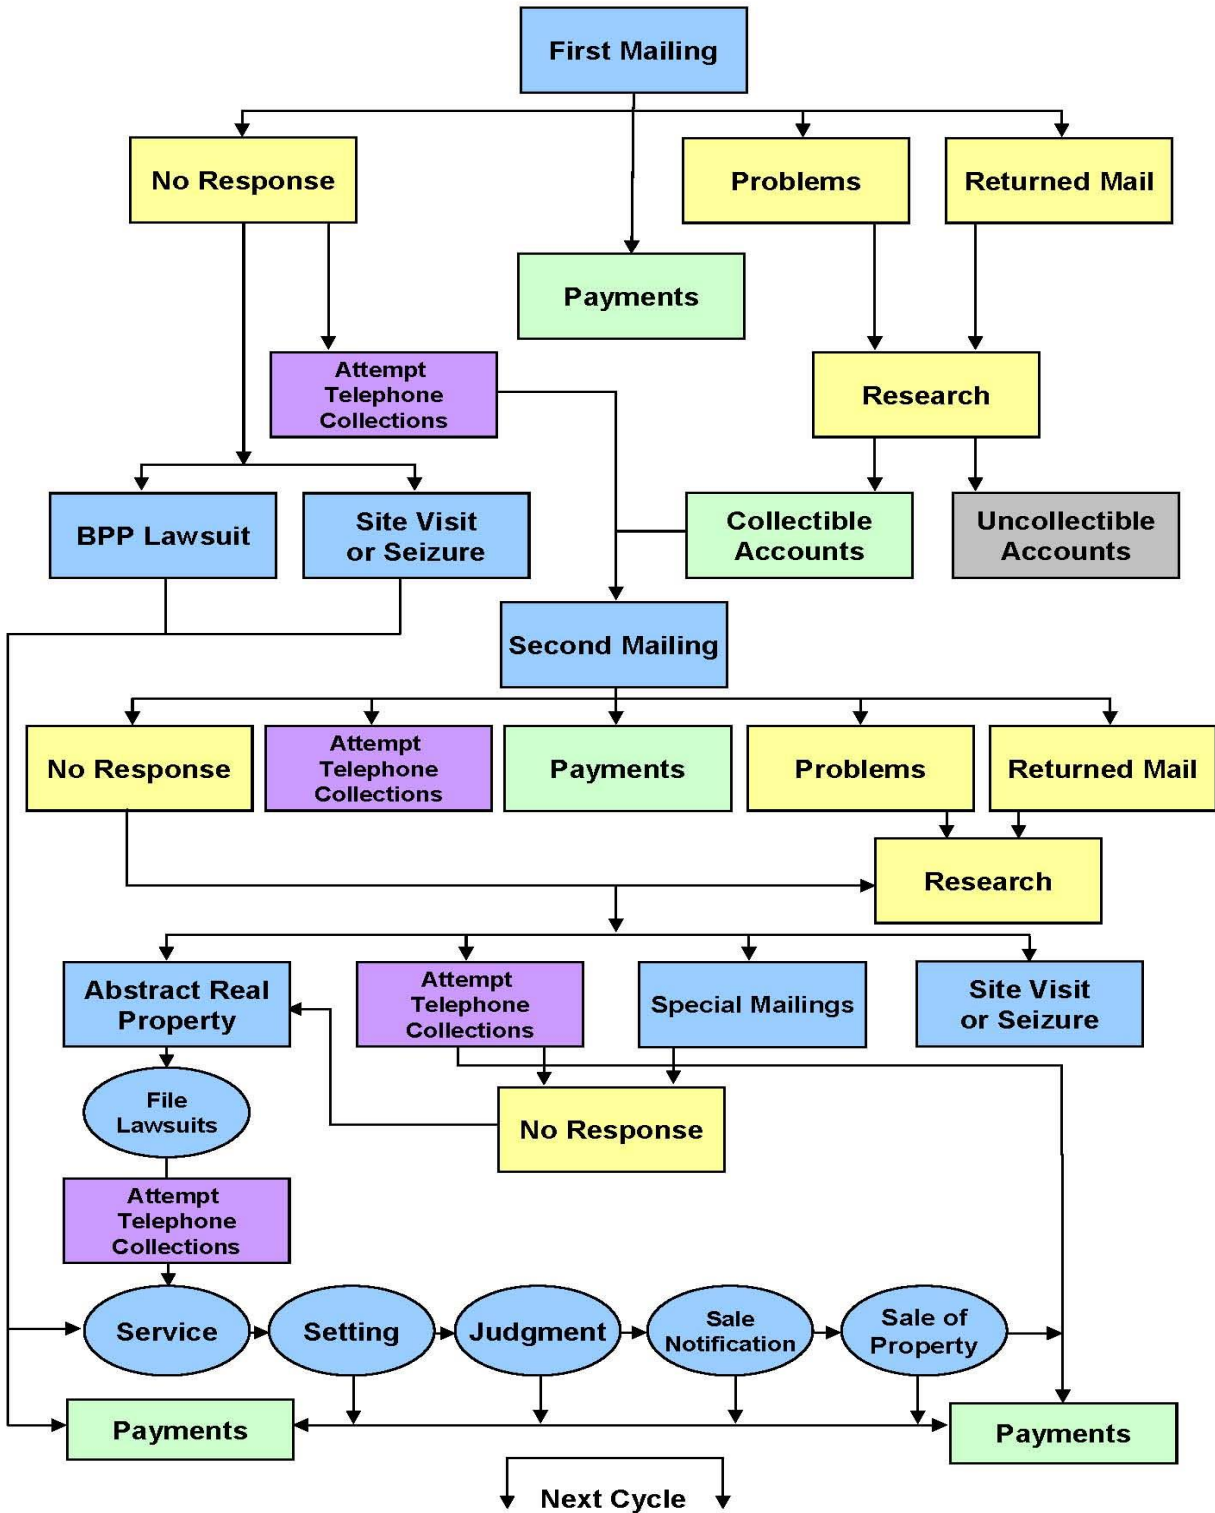 First Mailing
No Response
Problems
Returned Mail
Payments
Attempt
Telephone
Collections
Research
BPP Lawsuit
Site Visit
or Seizure
Collectible
Accounts
Uncollectible
Accounts
Second Mailing
No Response
Attempt
Telephone
Collections
Payments
Problems
Returned Mail
Research
Abstract Real
Property
Attempt
Telephone
Collections
Special Mailings
Site Visit
or Seizure
File
Lawsuits
No Response
Attempt
Telephone
Collections
Service
Setting
Judgment
Sale
Notification
Sale of
Property
Payments
Payments
Next Cycle